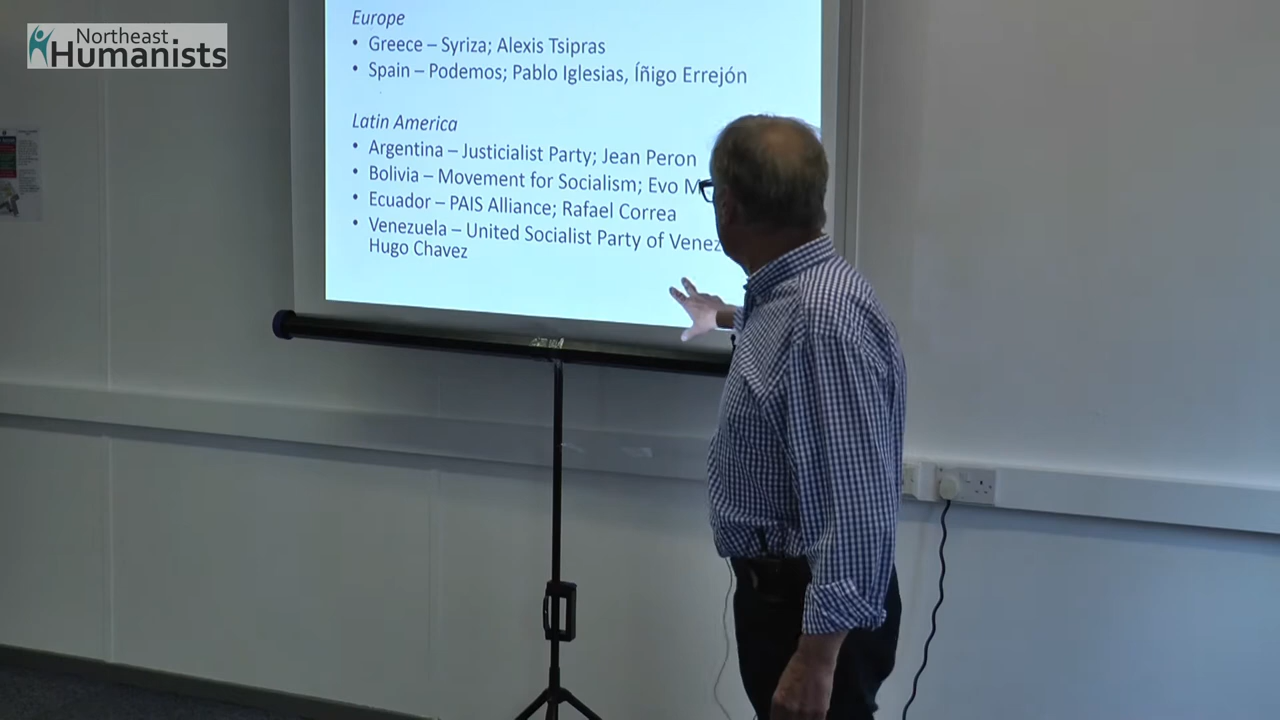 Northeast
Humanists
Europe
• Greece – Syriza; Alexis Tsipras
• Spain – Podemos; Pablo Iglesias, Íñigo Errejón
Latin America
• Argentina – Justicialist Party; Jean Peron
• Bolivia – Movement for Socialism; Evo M
• Ecuador – PAIS Alliance; Rafael Correa
• Venezuela – United Socialist Party of Venez
Hugo Chavez